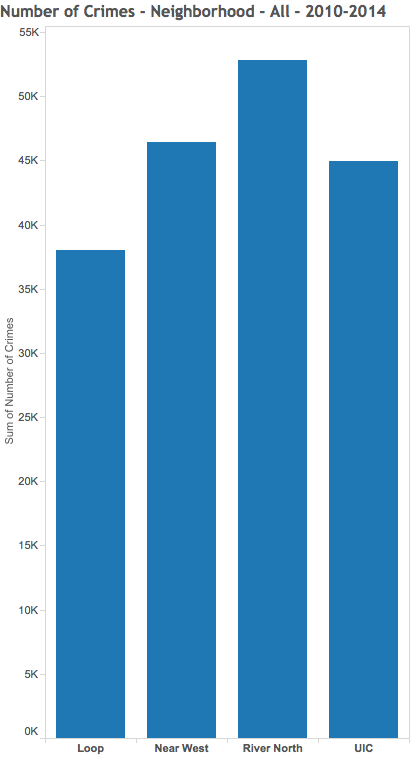 Number of Crimes - Neighborhood - All - 2010-2014
55K
50K
45K
40K
35K
30K
25K
20K
15K
10K
5K
0K
Sum of Number of Crimes
Loop
Near West
River North
UIC